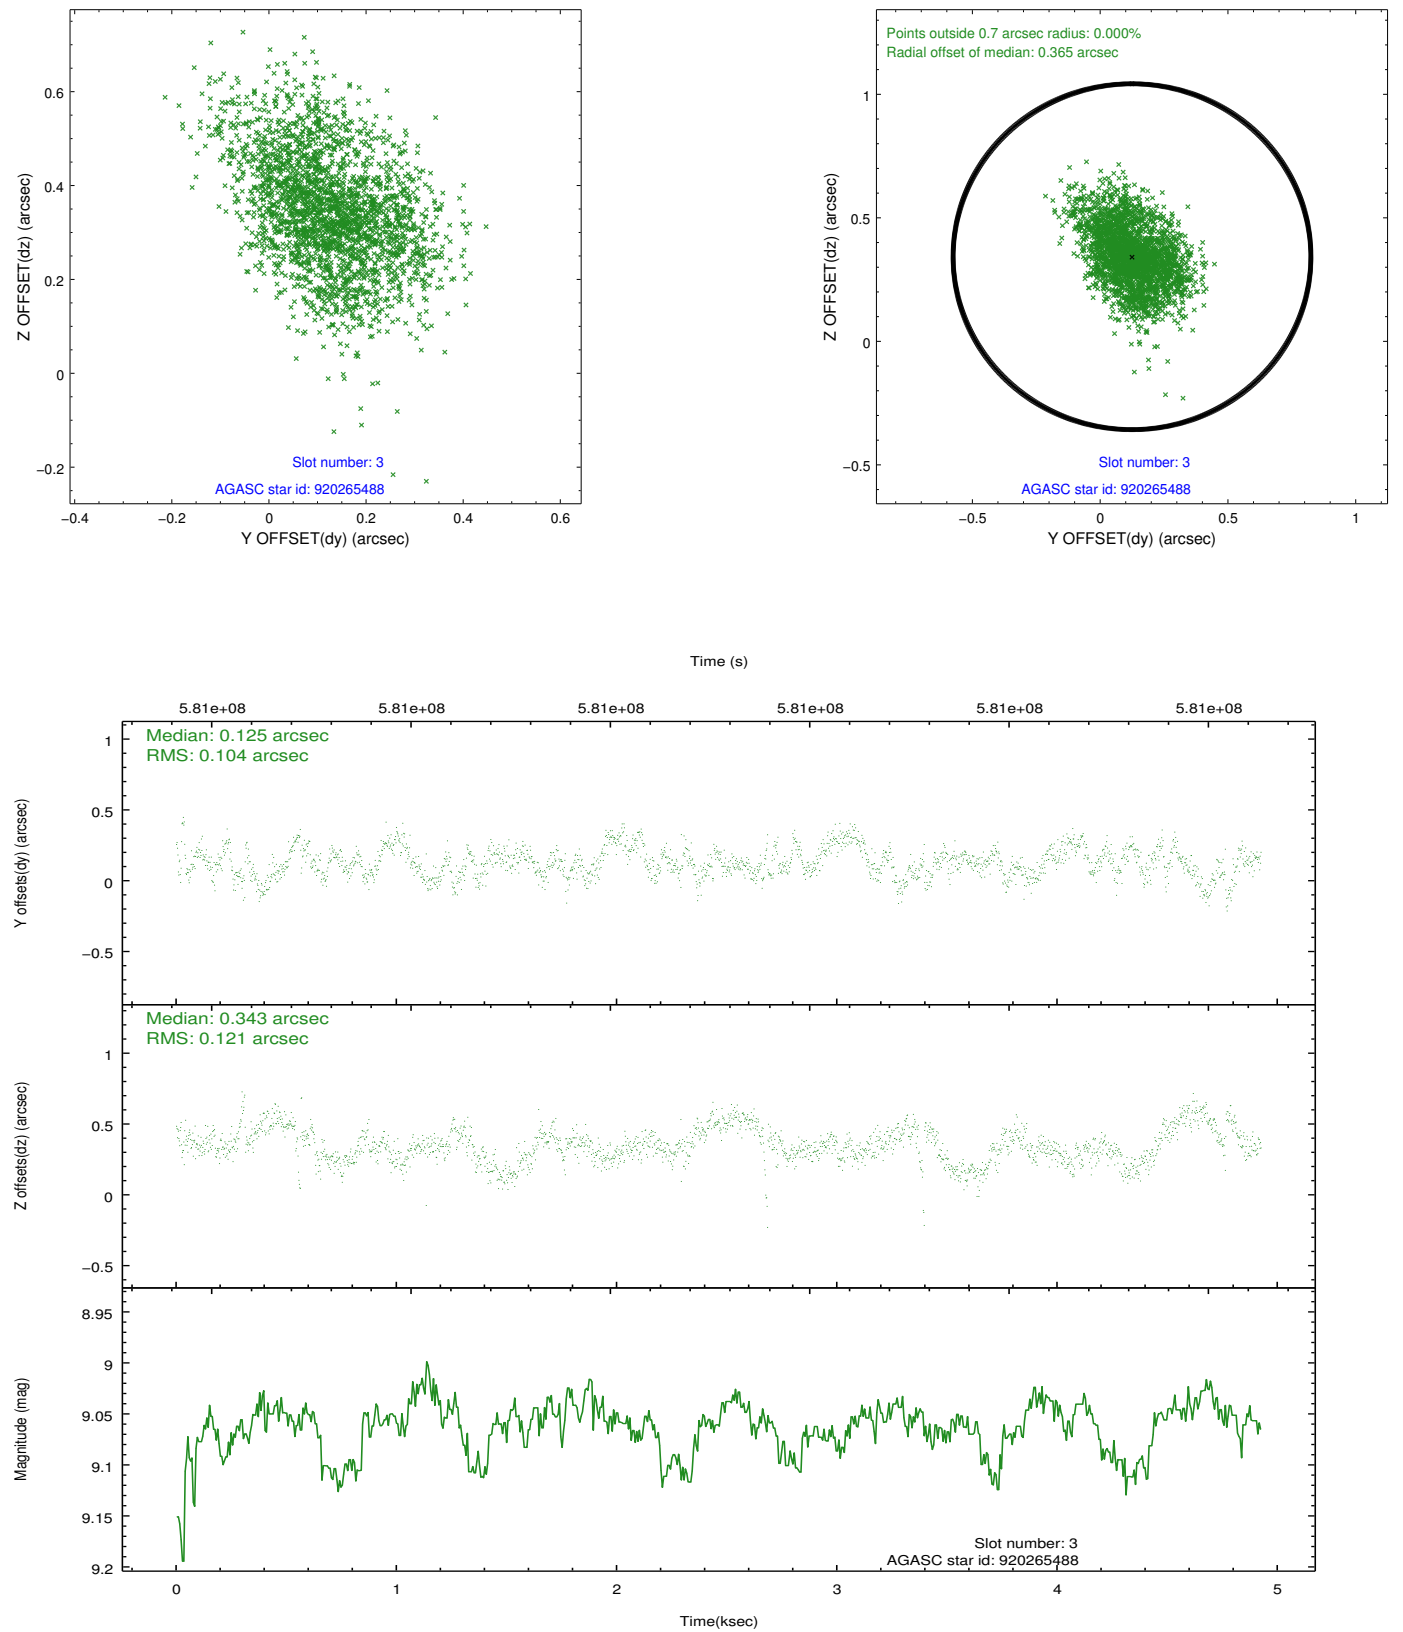 Z OFFSET(dz) (arcsec)
0.6
0.4
0.2
0
−0.2
Slot number: 3
AGASC star id: 920265488
−0.4 −0.2 0 0.2 0.4 0.6
Y OFFSET(dy) (arcsec)
Points outside 0.7 arcsec radius: 0.000%
Radial offset of median: 0.365 arcsec
Z OFFSET(dz) (arcsec)
1
0.5
0
−0.5
Slot number: 3
AGASC star id: 920265488
−0.5 0 0.5 1
Y OFFSET(dy) (arcsec)
Time (s)
5.81e+08 5.81e+08 5.81e+08 5.81e+08 5.81e+08 5.81e+08
Median: 0.125 arcsec
RMS: 0.104 arcsec
Y offsets(dy) (arcsec)
1
0.5
0
−0.5
Median: 0.343 arcsec
RMS: 0.121 arcsec
Z offsets(dz) (arcsec)
1
0.5
0
−0.5
Magnitude (mag)
8.95
9
9.05
9.1
9.15
9.2
Slot number: 3
AGASC star id: 920265488
0 1 2 3 4 5
Time(ksec)